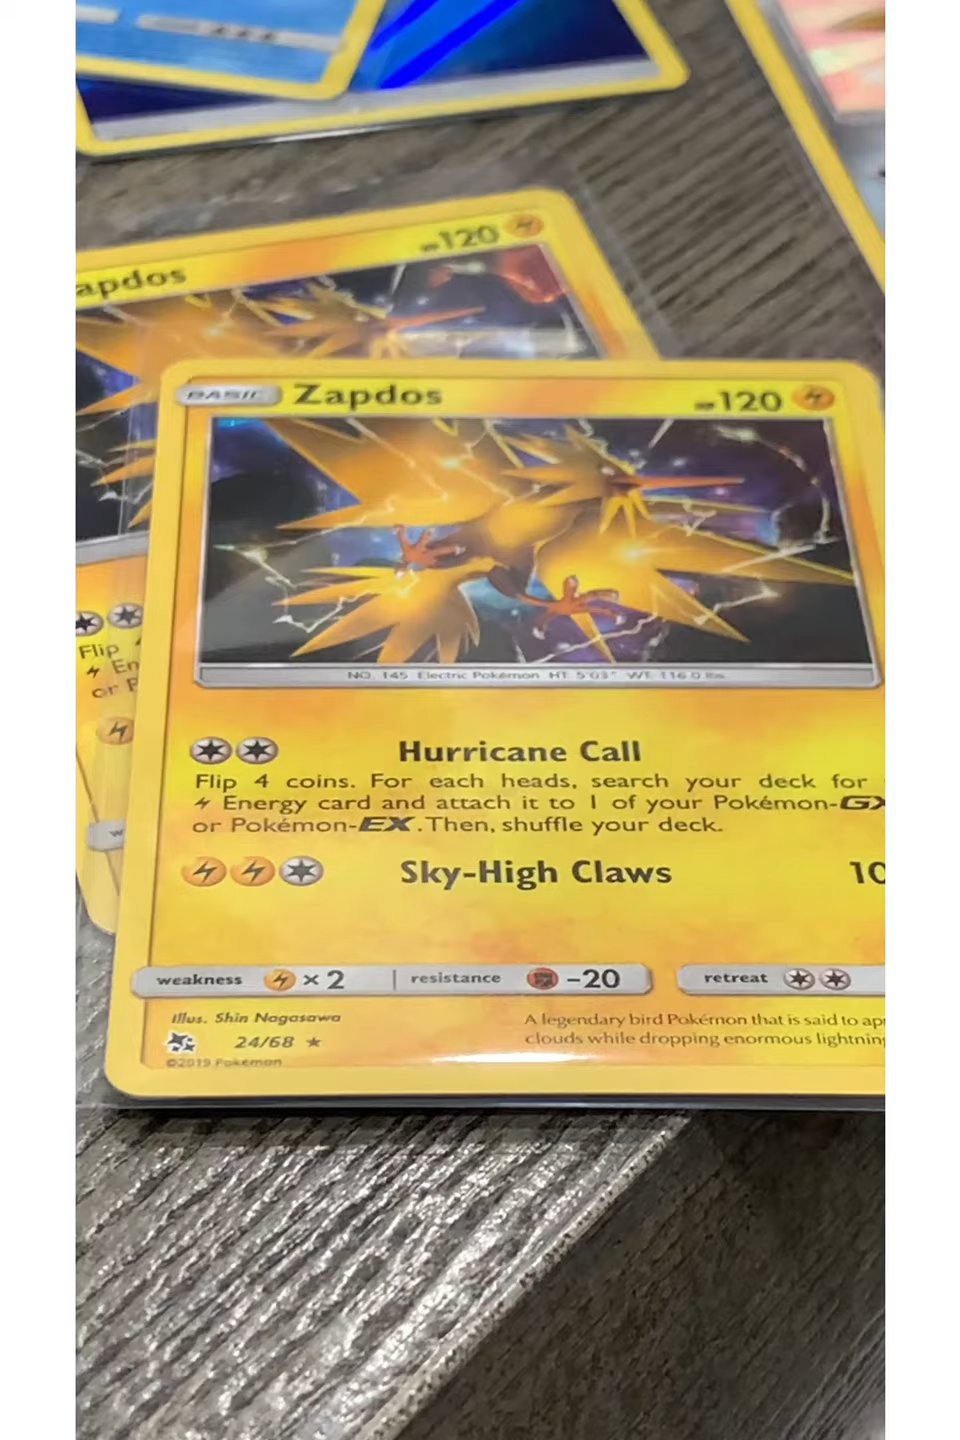 apdos
120
BASIC Zapdos
120
Flip
En
or P
w
NO. 145 Electric Pokémon HT: 5'03" WT: 116.0 lbs.
Hurricane Call
Flip 4 coins. For each heads, search your deck for
Energy card and attach it to 1 of your Pokémon-GX
or Pokémon-EX. Then, shuffle your deck.
Sky-High Claws 10
weakness × 2 resistance −20 retreat
Illus. Shin Nagasawa
24/68
©2019 Pokémon
A legendary bird Pokémon that is said to ap
clouds while dropping enormous lightnin